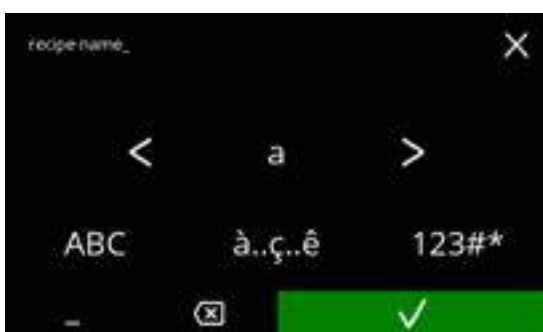 recipe name_
< a >
ABC à..ç..ê 123#*
_